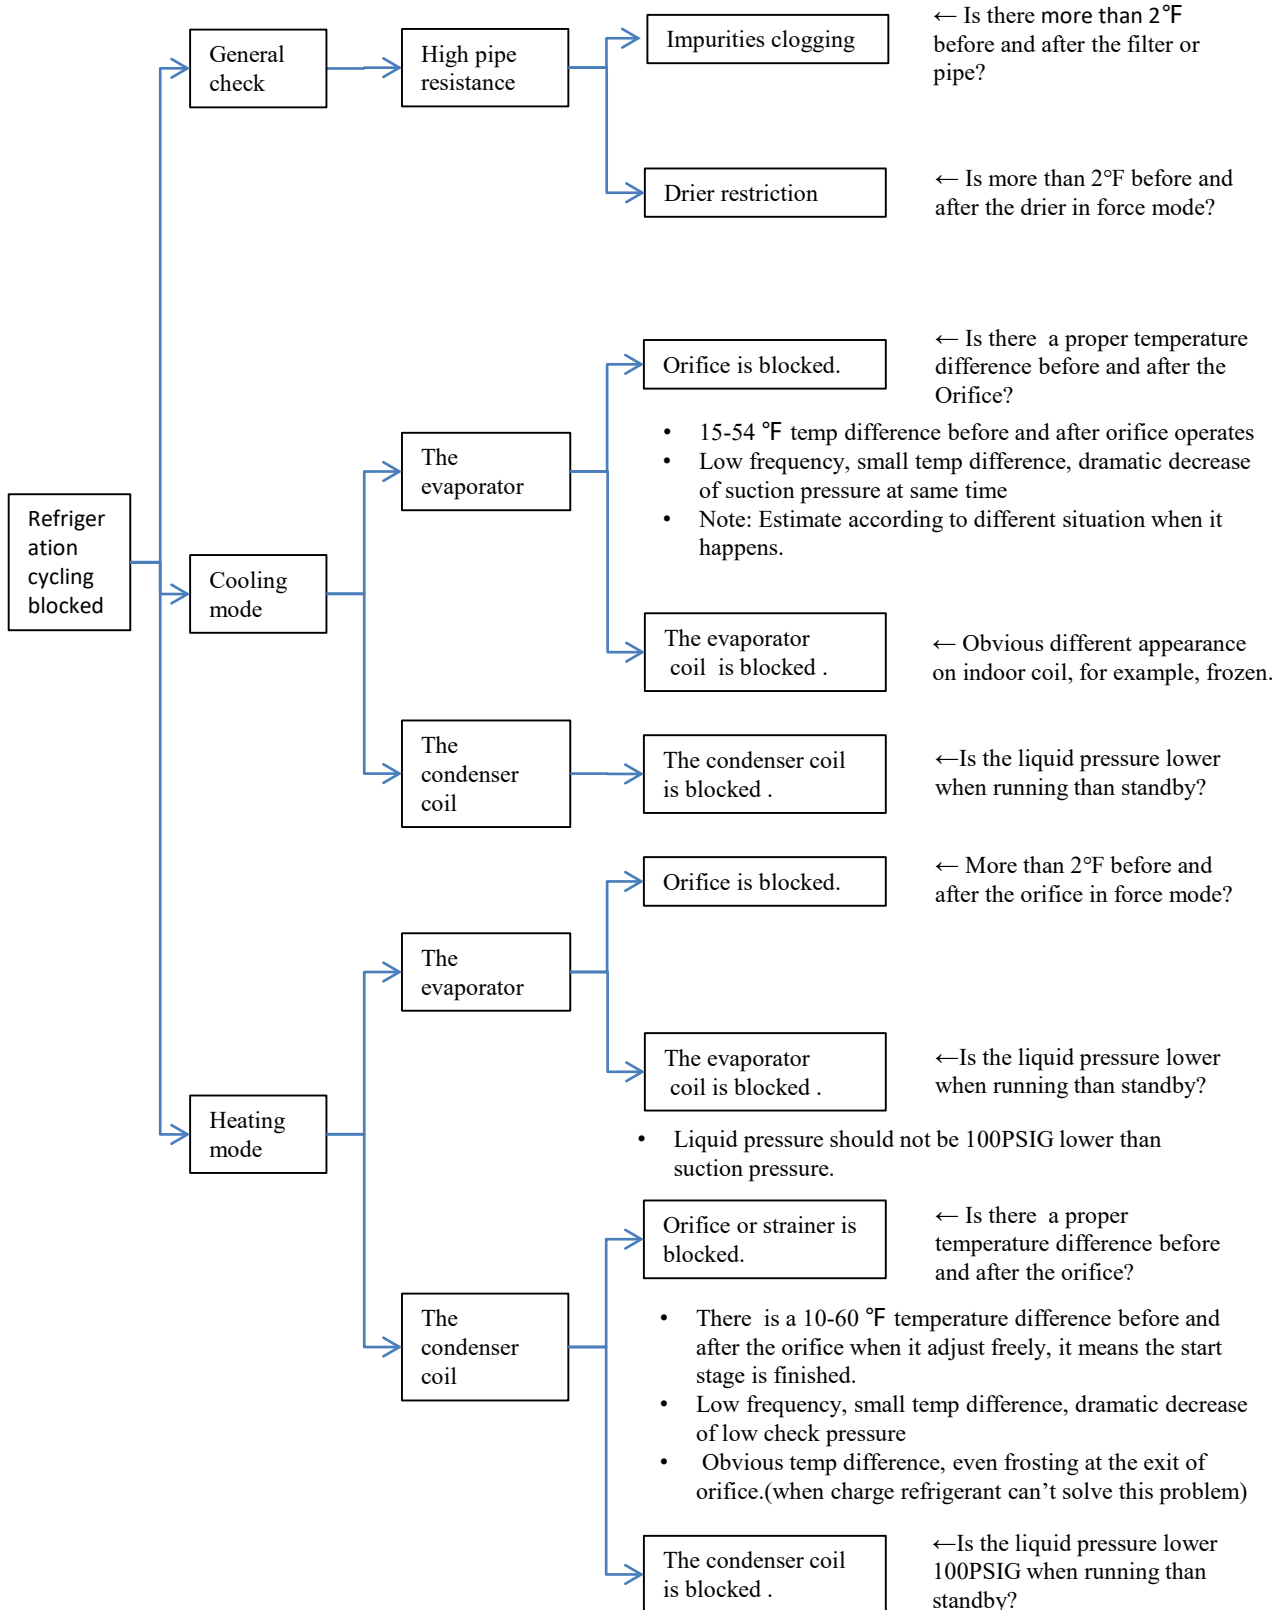 Refriger
ation
cycling
blocked
General
check
High pipe
resistance
Impurities clogging
← Is there more than 2℉
before and after the filter or
pipe?
Drier restriction
← Is more than 2°F before and
after the drier in force mode?
Cooling
mode
The
evaporator
Orifice is blocked.
← Is there  a proper temperature
difference before and after the
Orifice?
• 15-54 ℉ temp difference before and after orifice operates
• Low frequency, small temp difference, dramatic decrease
of suction pressure at same time
• Note: Estimate according to different situation when it
happens.
The evaporator
coil  is blocked .
← Obvious different appearance
on indoor coil, for example, frozen.
The
condenser
coil
The condenser coil
is blocked .
←Is the liquid pressure lower
when running than standby?
Heating
mode
The
evaporator
Orifice is blocked.
← More than 2°F before and
after the orifice in force mode?
The evaporator
coil is blocked .
←Is the liquid pressure lower
when running than standby?
• Liquid pressure should not be 100PSIG lower than
suction pressure.
The
condenser
coil
Orifice or strainer is
blocked.
← Is there  a proper
temperature difference before
and after the orifice?
• There  is a 10-60 ℉ temperature difference before and
after the orifice when it adjust freely, it means the start
stage is finished.
• Low frequency, small temp difference, dramatic decrease
of low check pressure
• Obvious temp difference, even frosting at the exit of
orifice.(when charge refrigerant can’t solve this problem)
The condenser coil
is blocked .
←Is the liquid pressure lower
100PSIG when running than
standby?